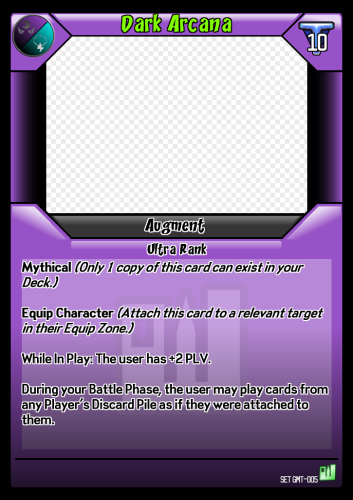 Dark Arcana
10
Augment
Ultra Rank
Mythical (Only 1 copy of this card can exist in your
Deck.)
Equip Character (Attach this card to a relevant target
in their Equip Zone.)
While In Play: The user has +2 PLV.
During your Battle Phase, the user may play cards from
any Player's Discard Pile as if they were attached to
them.
SET GMT-005